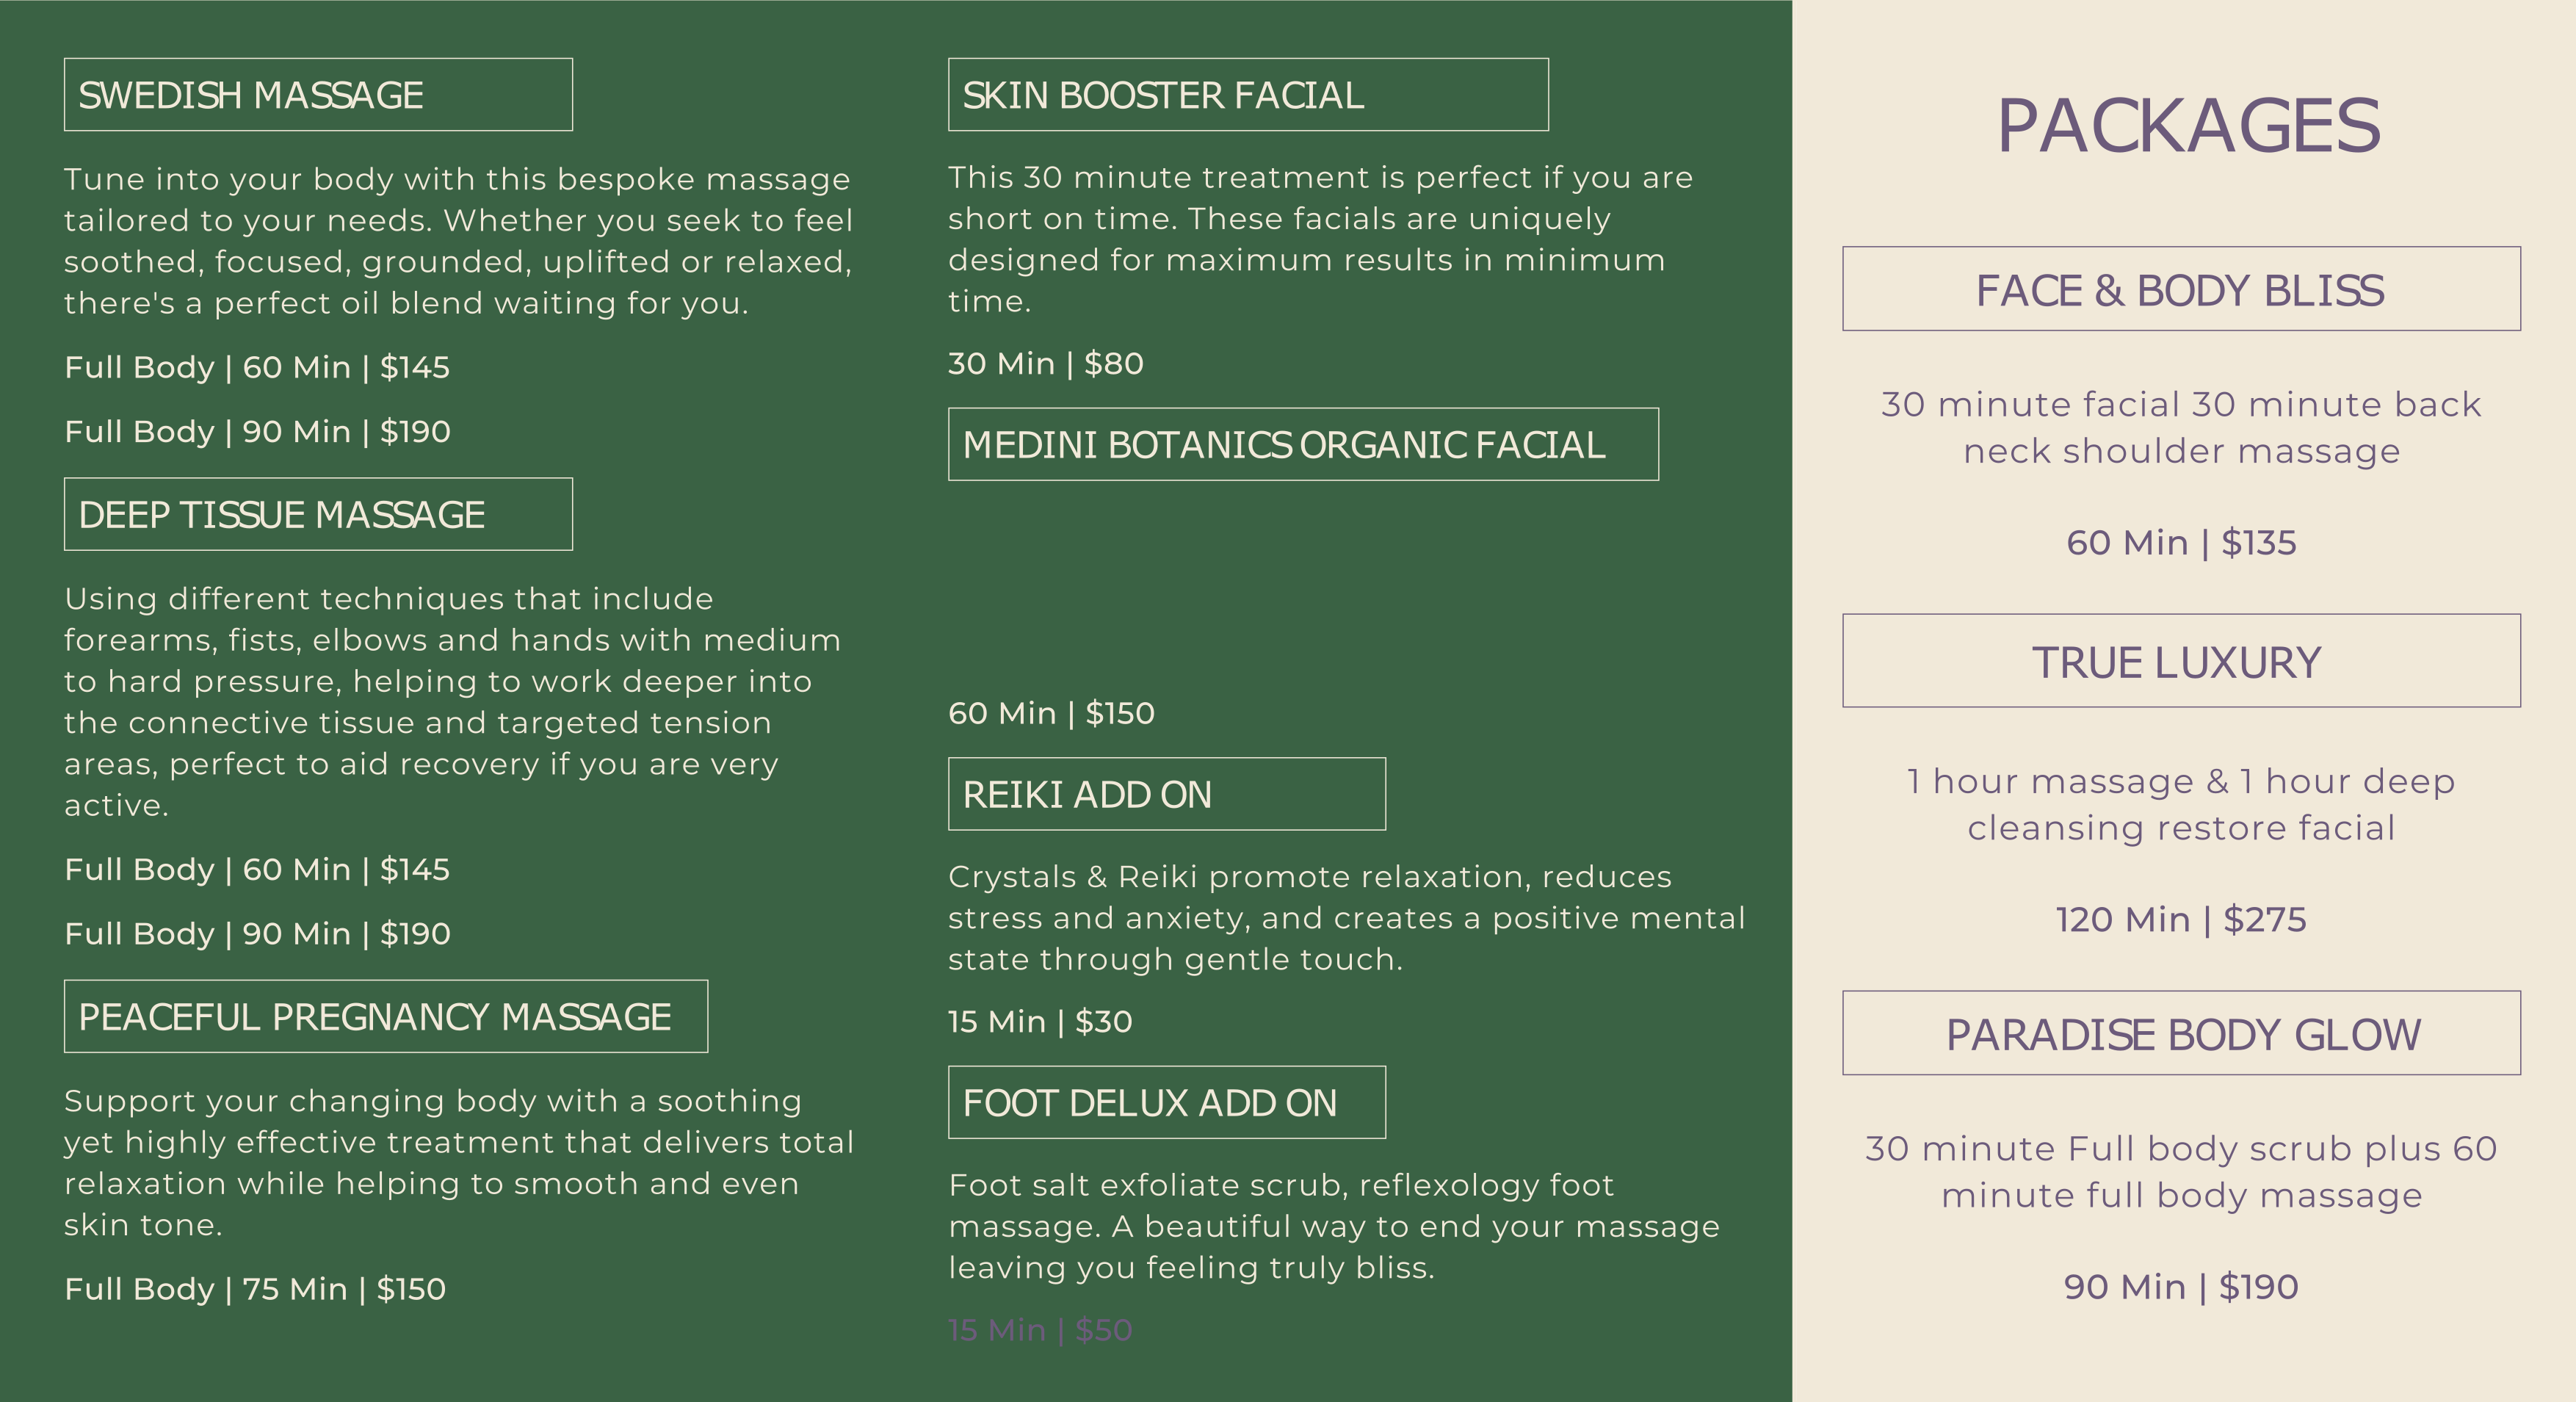 SWEDISH MASSAGE
Tune into your body with this bespoke massage
tailored to your needs. Whether you seek to feel
soothed, focused, grounded, uplifted or relaxed,
there's a perfect oil blend waiting for you.
Full Body | 60 Min | $145
Full Body | 90 Min | $190
DEEP TISSUE MASSAGE
Using different techniques that include
forearms, fists, elbows and hands with medium
to hard pressure, helping to work deeper into
the connective tissue and targeted tension
areas, perfect to aid recovery if you are very
active.
Full Body | 60 Min | $145
Full Body | 90 Min | $190
PEACEFUL PREGNANCY MASSAGE
Support your changing body with a soothing
yet highly effective treatment that delivers total
relaxation while helping to smooth and even
skin tone.
Full Body | 75 Min | $150
SKIN BOOSTER FACIAL
This 30 minute treatment is perfect if you are
short on time. These facials are uniquely
designed for maximum results in minimum
time.
30 Min | $80
MEDINI BOTANICS ORGANIC FACIAL
60 Min | $150
REIKI ADD ON
Crystals & Reiki promote relaxation, reduces
stress and anxiety, and creates a positive mental
state through gentle touch.
15 Min | $30
FOOT DELUX ADD ON
Foot salt exfoliate scrub, reflexology foot
massage. A beautiful way to end your massage
leaving you feeling truly bliss.
15 Min | $50
PACKAGES
FACE & BODY BLISS
30 minute facial 30 minute back
neck shoulder massage
60 Min | $135
TRUE LUXURY
1 hour massage & 1 hour deep
cleansing restore facial
120 Min | $275
PARADISE BODY GLOW
30 minute Full body scrub plus 60
minute full body massage
90 Min | $190